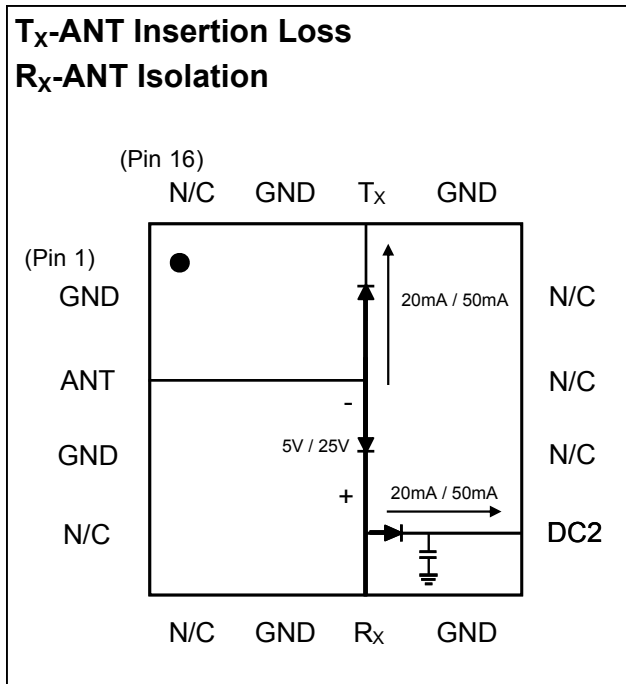 TX-ANT Insertion Loss
RX-ANT Isolation
(Pin 16)
N/C GND TX GND
(Pin 1)
GND 20mA / 50mA N/C
ANT N/C
-
GND 5V / 25V N/C
+ 20mA / 50mA
N/C DC2
N/C GND RX GND